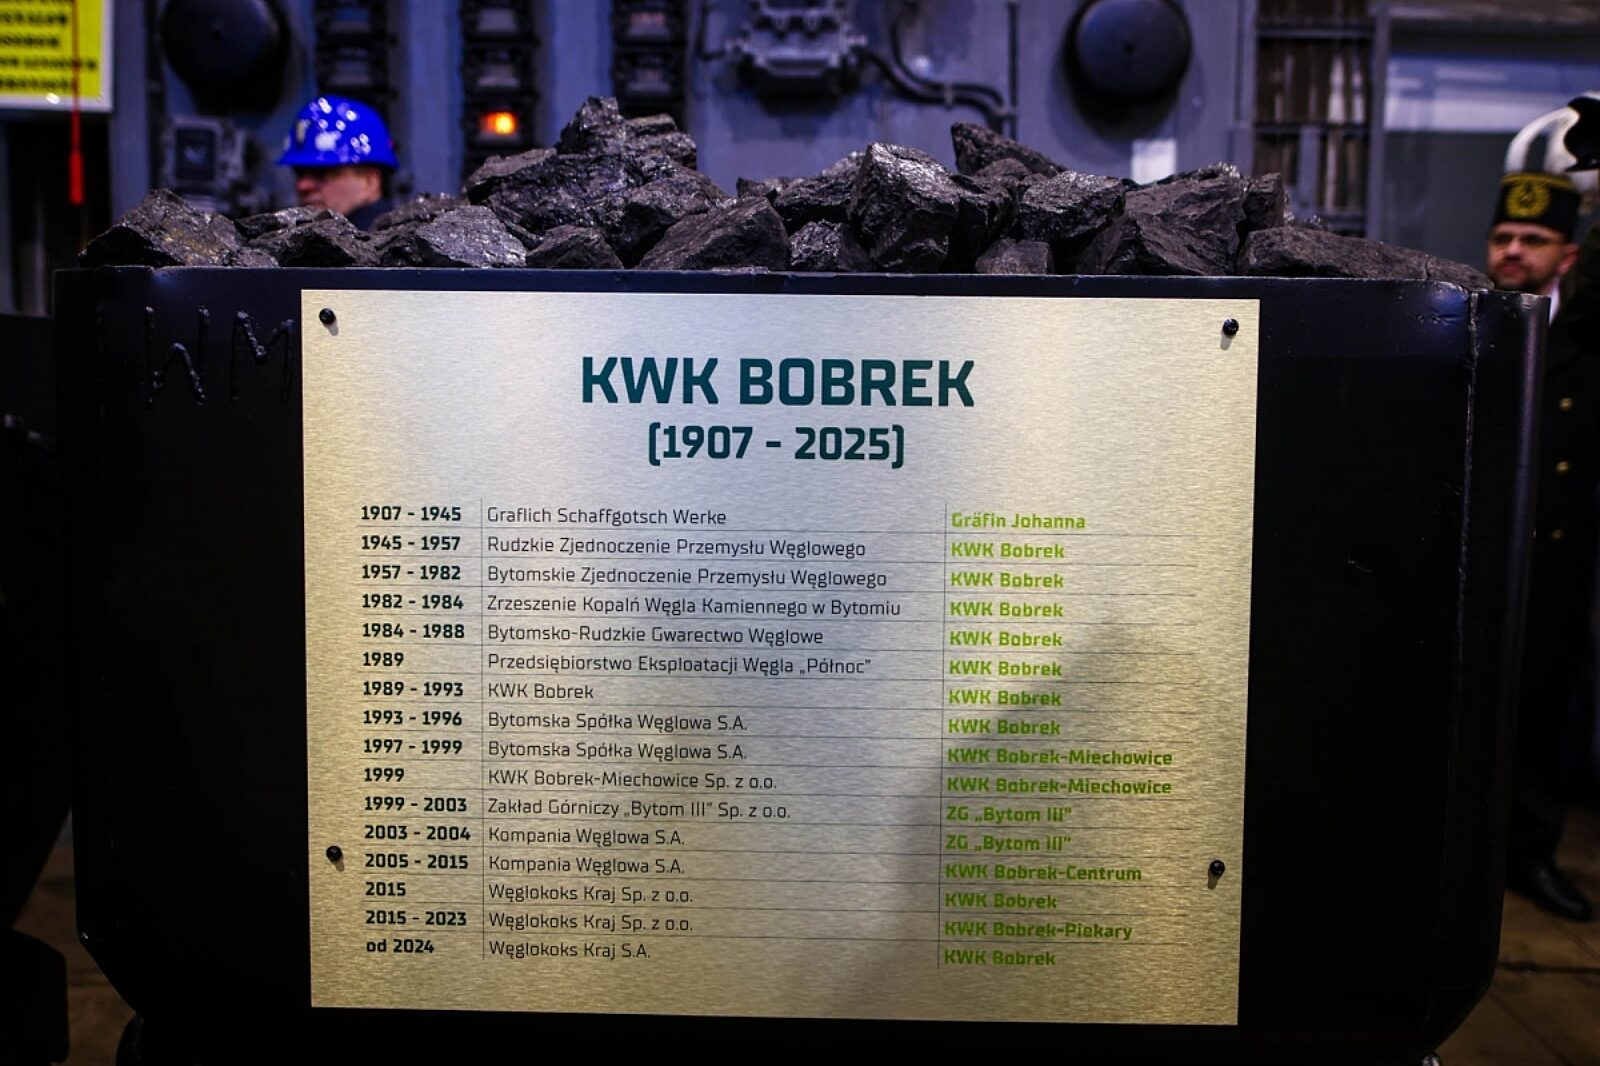 KWK BOBREK
(1907 - 2025)
1907 - 1945 Graflich Schaffgotsch Werke Gräfin Johanna
1945 - 1957 Rudzkie Zjednoczenie Przemysłu Węglowego KWK Bobrek
1957 - 1982 Bytomskie Zjednoczenie Przemysłu Węglowego KWK Bobrek
1982 - 1984 Zrzeszenie Kopalń Węgla Kamiennego w Bytomiu KWK Bobrek
1984 - 1988 Bytomsko-Rudzkie Gwarectwo Węglowe KWK Bobrek
1989 Przedsiębiorstwo Eksploatacji Węgla „Północ” KWK Bobrek
1989 - 1993 KWK Bobrek KWK Bobrek
1993 - 1996 Bytomska Spółka Węglowa S.A. KWK Bobrek
1997 - 1999 Bytomska Spółka Węglowa S.A. KWK Bobrek-Miechowice
1999 KWK Bobrek-Miechowice Sp. z o.o. KWK Bobrek-Miechowice
1999 - 2003 Zakład Górniczy „Bytom III” Sp. z o.o. ZG „Bytom III”
2003 - 2004 Kompania Węglowa S.A. ZG „Bytom III”
2005 - 2015 Kompania Węglowa S.A. KWK Bobrek-Centrum
2015 Węglokoks Kraj Sp. z o.o. KWK Bobrek
2015 - 2023 Węglokoks Kraj Sp. z o.o. KWK Bobrek-Piekary
od 2024 Węglokoks Kraj S.A. KWK Bobrek
WM